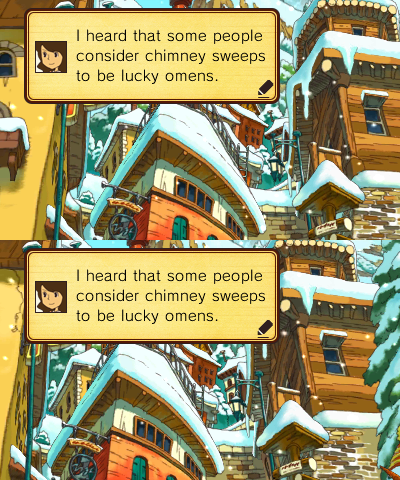 I heard that some people
consider chimney sweeps
to be lucky omens.
I heard that some people
consider chimney sweeps
to be lucky omens.